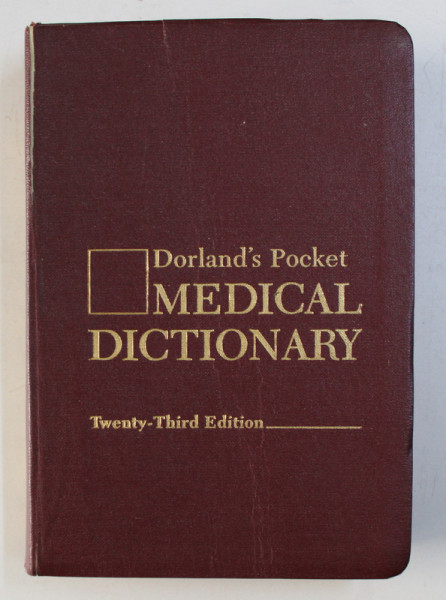 Dorland's Pocket
MEDICAL
DICTIONARY
Twenty-Third Edition